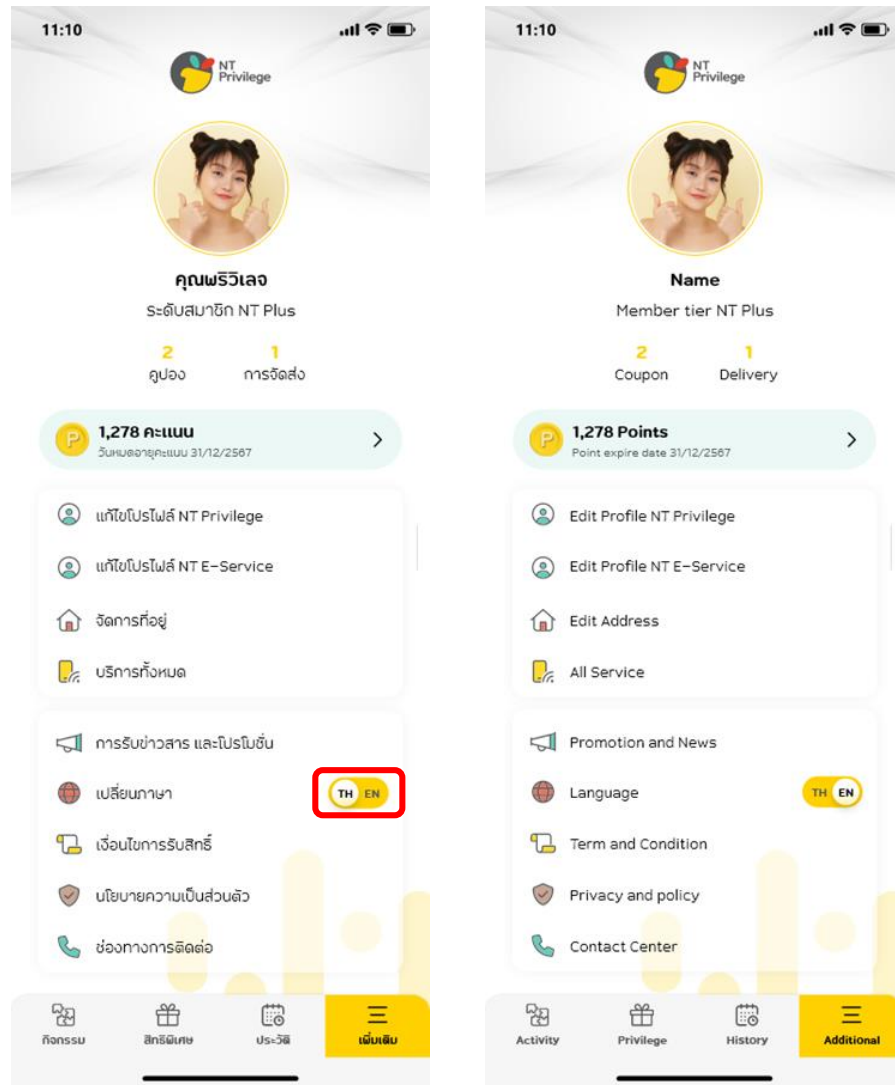 11:10
NT
Privilege
คุณพริวิเลจ
ระดับสมาชิก NT Plus
2 1
คูปอง การจัดส่ง
P
1,278 คะแนน
วันหมดอายุคะแนน 31/12/2567
แก้ไขโปรไฟล์ NT Privilege
แก้ไขโปรไฟล์ NT E-Service
จัดการที่อยู่
บริการทั้งหมด
การรับข่าวสาร และโปรโมชั่น
เปลี่ยนภาษา TH EN
เงื่อนไขการรับสิทธิ์
นโยบายความเป็นส่วนตัว
ช่องทางการติดต่อ
กิจกรรม สิทธิพิเศษ ประวัติ เพิ่มเติม
11:10
NT
Privilege
Name
Member tier NT Plus
2 1
Coupon Delivery
P
1,278 Points
Point expire date 31/12/2567
Edit Profile NT Privilege
Edit Profile NT E-Service
Edit Address
All Service
Promotion and News
Language TH EN
Term and Condition
Privacy and policy
Contact Center
Activity Privilege History Additional